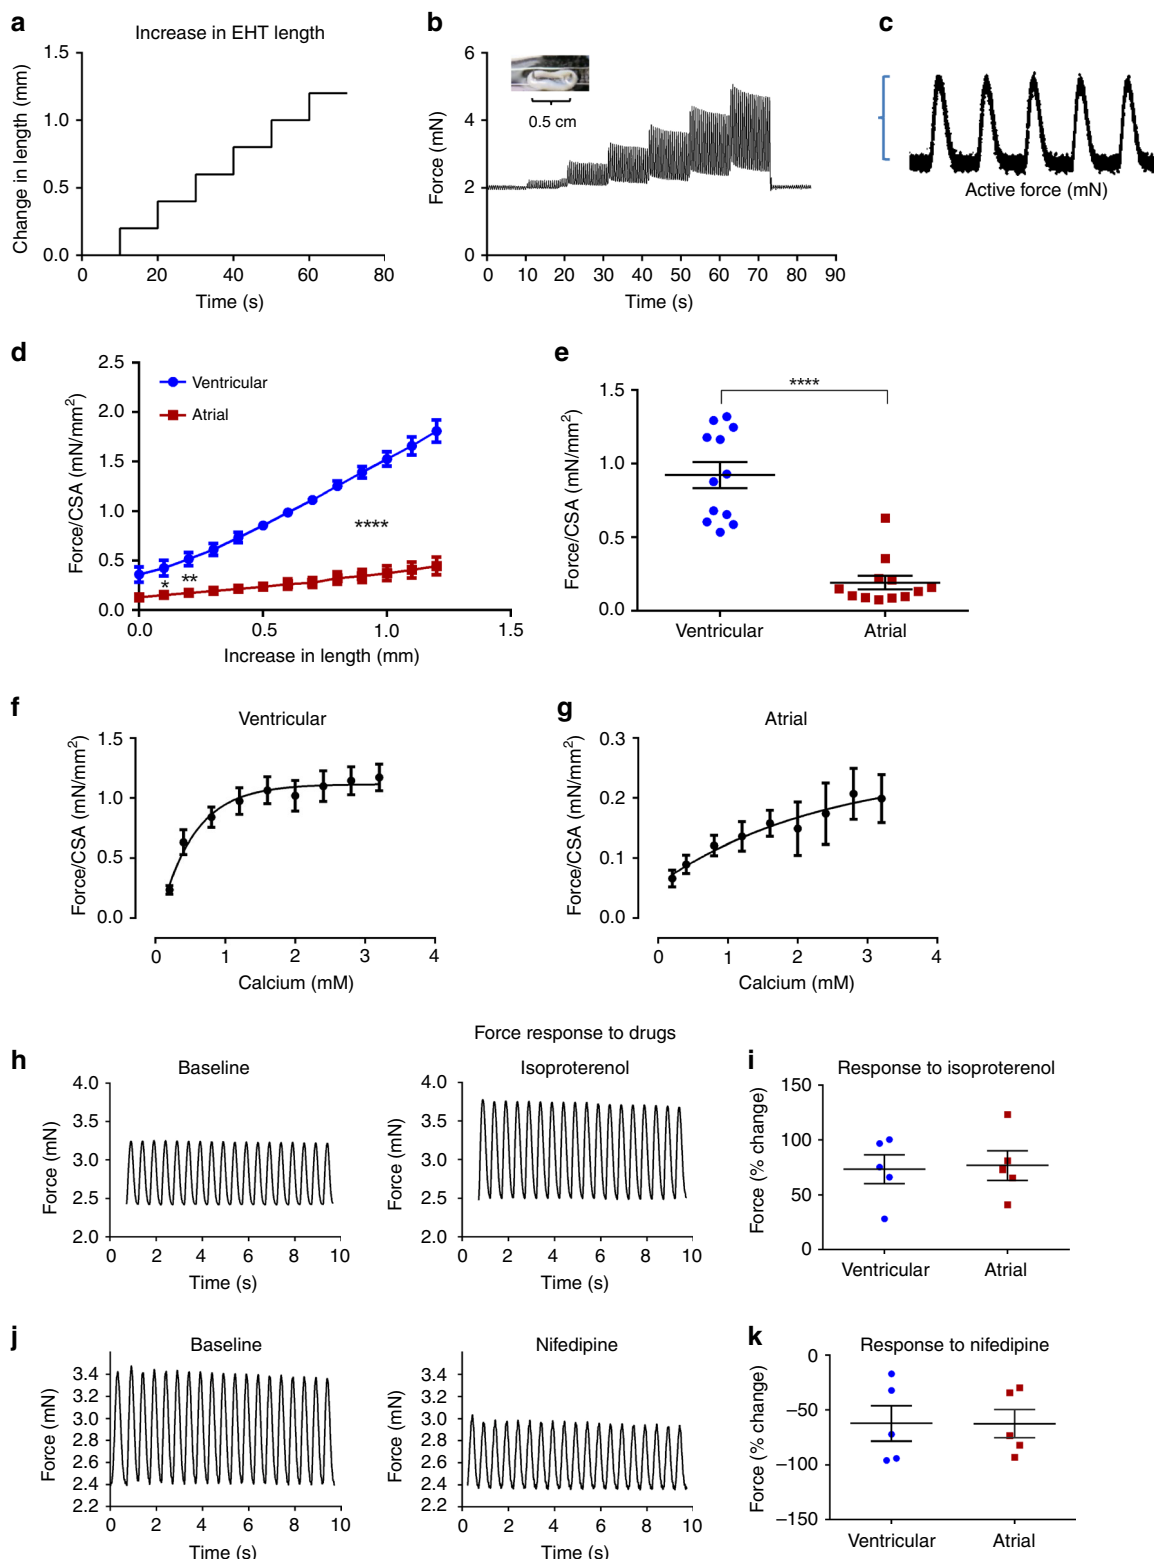 a
Increase in EHT length
Change in length (mm)
1.5
1.0
0.5
0.0
0 20 40 60 80
Time (s)
b
Force (mN)
6
4
2
0
0.5 cm
0 10 20 30 40 50 60 70 80 90
Time (s)
c
Active force (mN)
d
Force/CSA (mN/mm²)
2.5
2.0
1.5
1.0
0.5
0.0
Ventricular
Atrial
*
**
****
0.0 0.5 1.0 1.5
Increase in length (mm)
e
Force/CSA (mN/mm²)
1.5
1.0
0.5
0.0
****
Ventricular Atrial
f
Ventricular
Force/CSA (mN/mm²)
1.5
1.0
0.5
0.0
0 1 2 3 4
Calcium (mM)
g
Atrial
Force/CSA (mN/mm²)
0.3
0.2
0.1
0.0
0 1 2 3 4
Calcium (mM)
Force response to drugs
h
Baseline
Force (mN)
4.0
3.5
3.0
2.5
2.0
0 2 4 6 8 10
Time (s)
Isoproterenol
Force (mN)
4.0
3.5
3.0
2.5
2.0
0 2 4 6 8 10
Time (s)
i
Response to isoproterenol
Force (% change)
150
100
50
0
Ventricular Atrial
j
Baseline
Force (mN)
3.4
3.2
3.0
2.8
2.6
2.4
2.2
0 2 4 6 8 10
Time (s)
Nifedipine
Force (mN)
3.4
3.2
3.0
2.8
2.6
2.4
2.2
0 2 4 6 8 10
Time (s)
k
Response to nifedipine
Force (% change)
0
−50
−100
−150
Ventricular Atrial